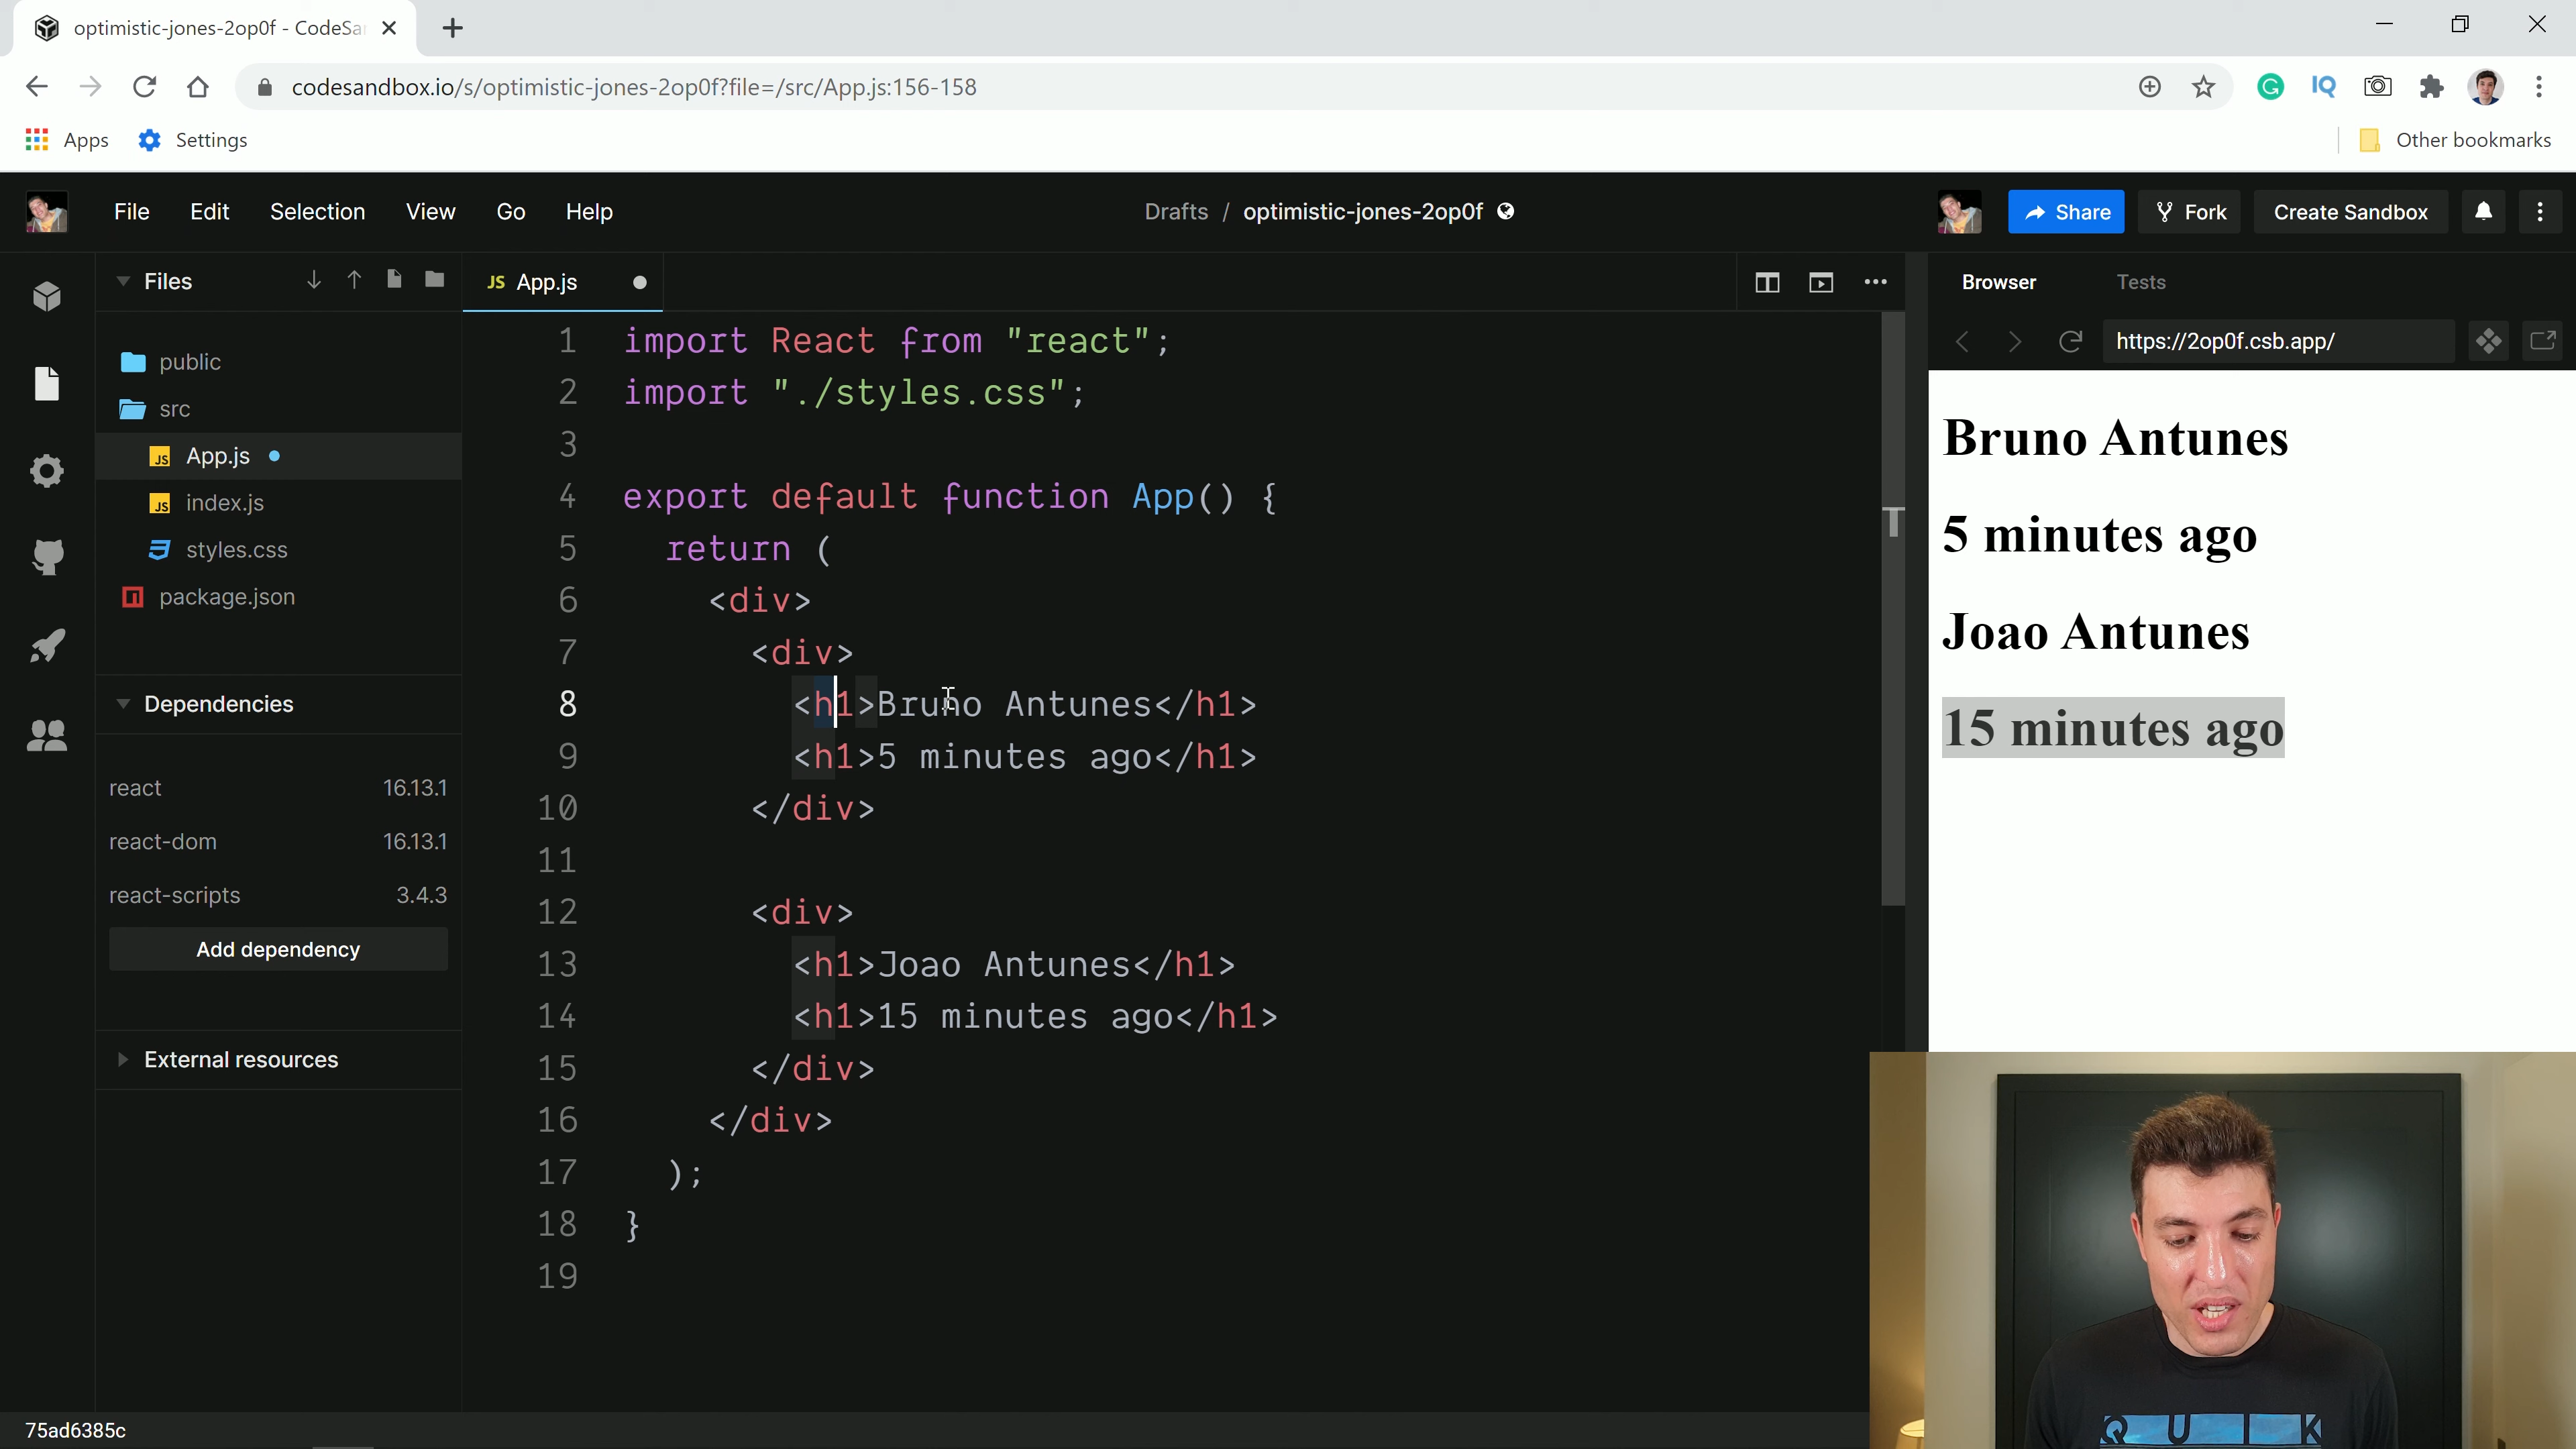 optimistic-jones-2op0f - CodeSa
codesandbox.io/s/optimistic-jones-2op0f?file=/src/App.js:156-158
Apps
Settings
Other bookmarks
File Edit Selection View Go Help
Drafts / optimistic-jones-2op0f
Share
Fork
Create Sandbox
Files
JS App.js
Browser
Tests
https://2op0f.csb.app/
public
src
JS App.js
JS index.js
styles.css
package.json
Dependencies
react 16.13.1
react-dom 16.13.1
react-scripts 3.4.3
Add dependency
External resources
1 import React from "react";
2 import "./styles.css";
3
4 export default function App() {
5 return (
6 <div>
7 <div>
8 <h1>Bruno Antunes</h1>
9 <h1>5 minutes ago</h1>
10 </div>
11
12 <div>
13 <h1>Joao Antunes</h1>
14 <h1>15 minutes ago</h1>
15 </div>
16 </div>
17 );
18 }
19
Bruno Antunes
5 minutes ago
Joao Antunes
15 minutes ago
75ad6385c
QUIK